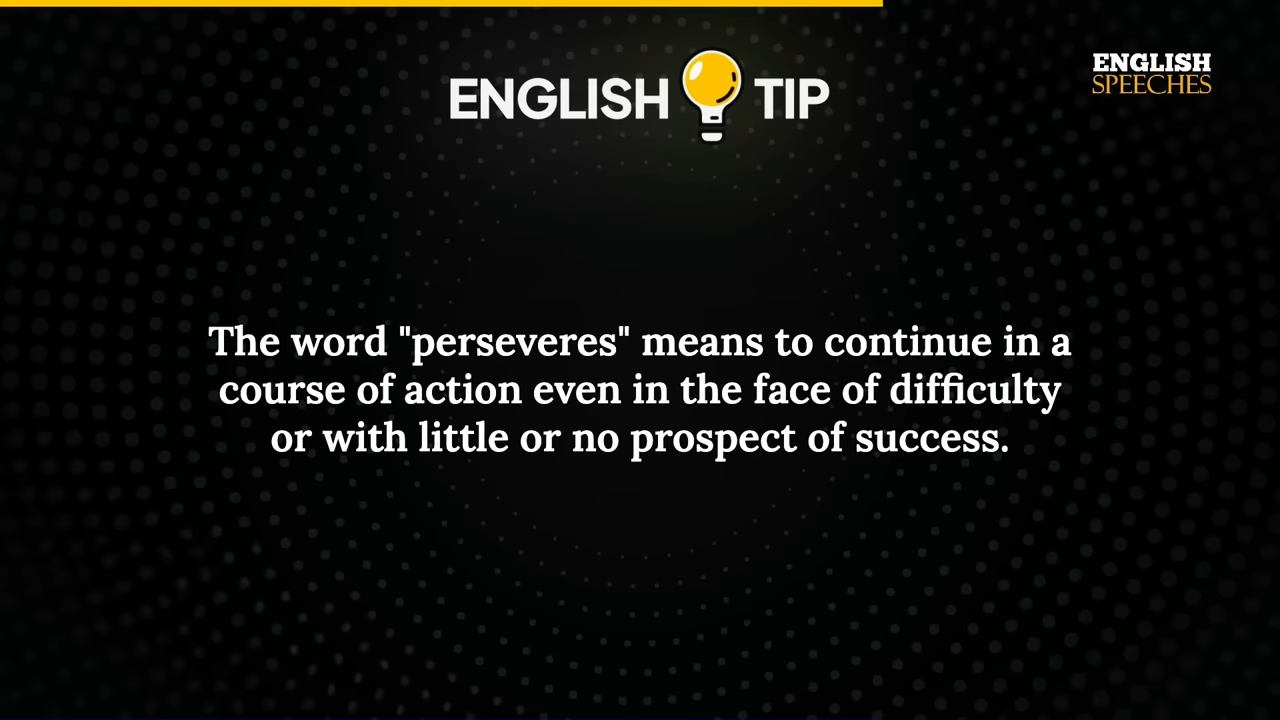 ENGLISH TIP
ENGLISH
SPEECHES
The word "perseveres" means to continue in a
course of action even in the face of difficulty
or with little or no prospect of success.